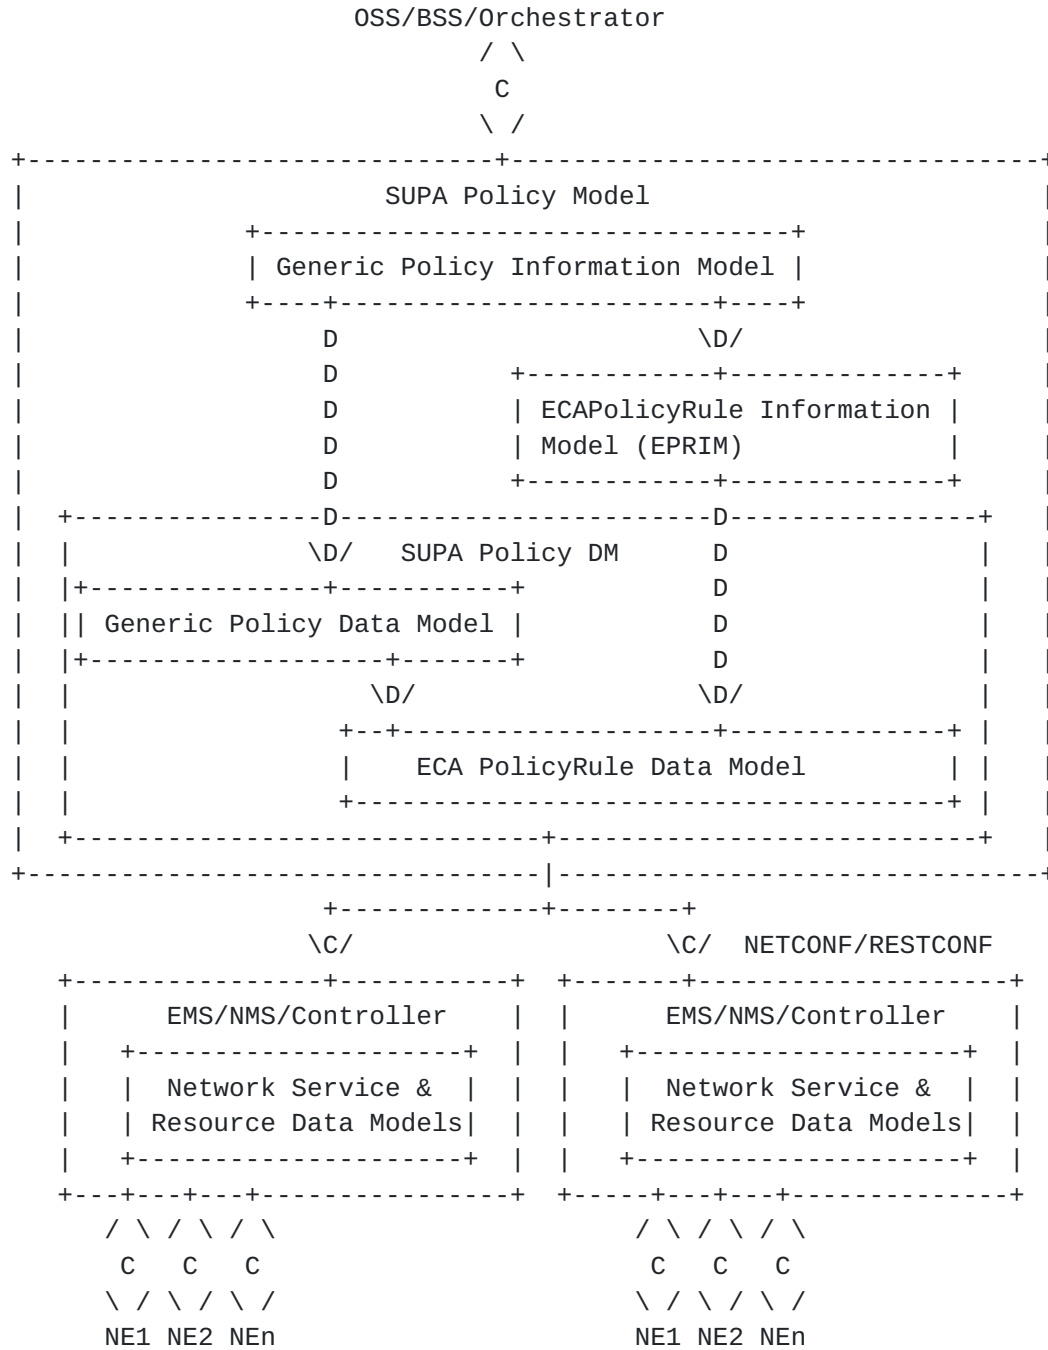 OSS/BSS/Orchestrator
                              / \
                               C
                              \ /
+------------------------------+----------------------------------+
|                       SUPA Policy Model                         |
|              +----------------------------------+               |
|              | Generic Policy Information Model |               |
|              +----+------------------------+----+               |
|                   D                       \D/                   |
|                   D           +------------+--------------+     |
|                   D           | ECAPolicyRule Information |     |
|                   D           | Model (EPRIM)             |     |
|                   D           +------------+--------------+     |
|  +----------------D------------------------D----------------+   |
|  |               \D/   SUPA Policy DM      D                |   |
|  |+---------------+-----------+            D                |   |
|  || Generic Policy Data Model |            D                |   |
|  |+-------------------+-------+            D                |   |
|  |                   \D/                  \D/               |   |
|  |                 +--+--------------------+--------------+ |   |
|  |                 |    ECA PolicyRule Data Model         | |   |
|  |                 +--------------------------------------+ |   |
|  +------------------------------+---------------------------+   |
+---------------------------------|-------------------------------+
                    +-------------+--------+
                   \C/                    \C/  NETCONF/RESTCONF
   +----------------+-----------+  +-------+--------------------+
   |      EMS/NMS/Controller    |  |      EMS/NMS/Controller    |
   |   +---------------------+  |  |   +---------------------+  |
   |   |  Network Service &  |  |  |   |  Network Service &  |  |
   |   | Resource Data Models|  |  |   | Resource Data Models|  |
   |   +---------------------+  |  |   +---------------------+  |
   +---+---+---+----------------+  +-----+---+---+--------------+
      / \ / \ / \                       / \ / \ / \
       C   C   C                         C   C   C
      \ / \ / \ /                       \ / \ / \ /
      NE1 NE2 NEn                       NE1 NE2 NEn